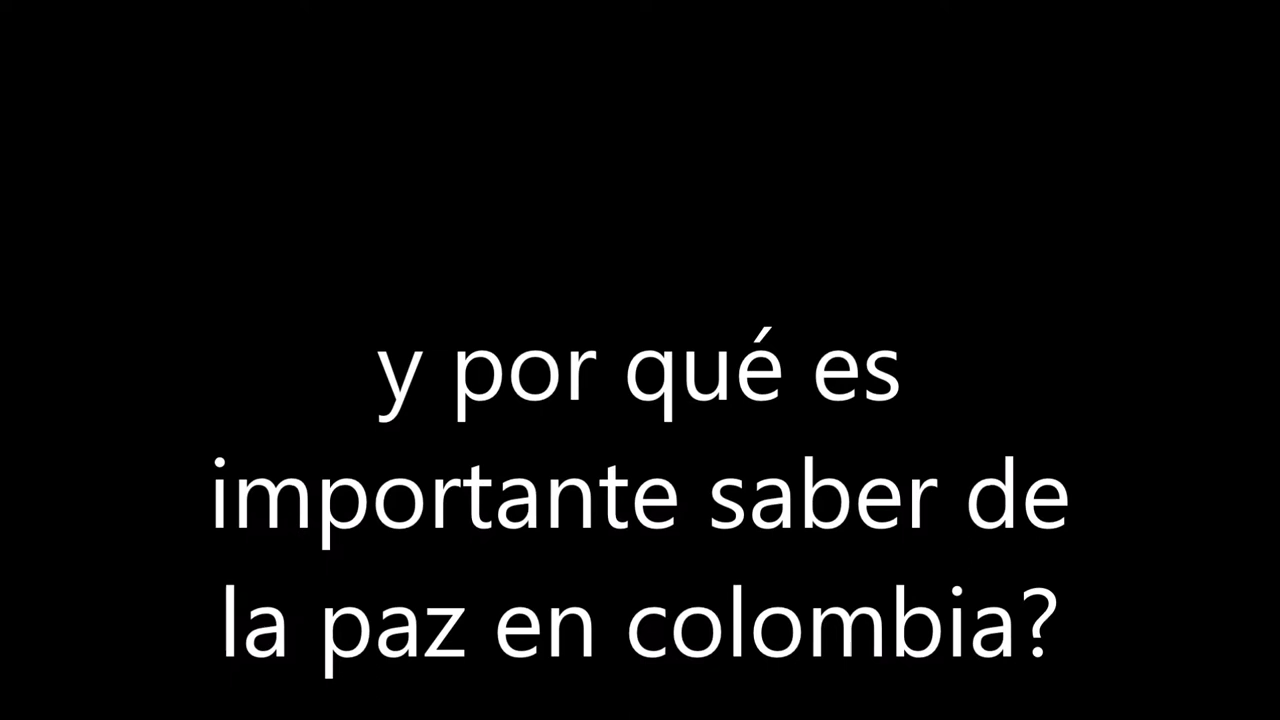 y por qué es
importante saber de
la paz en colombia?